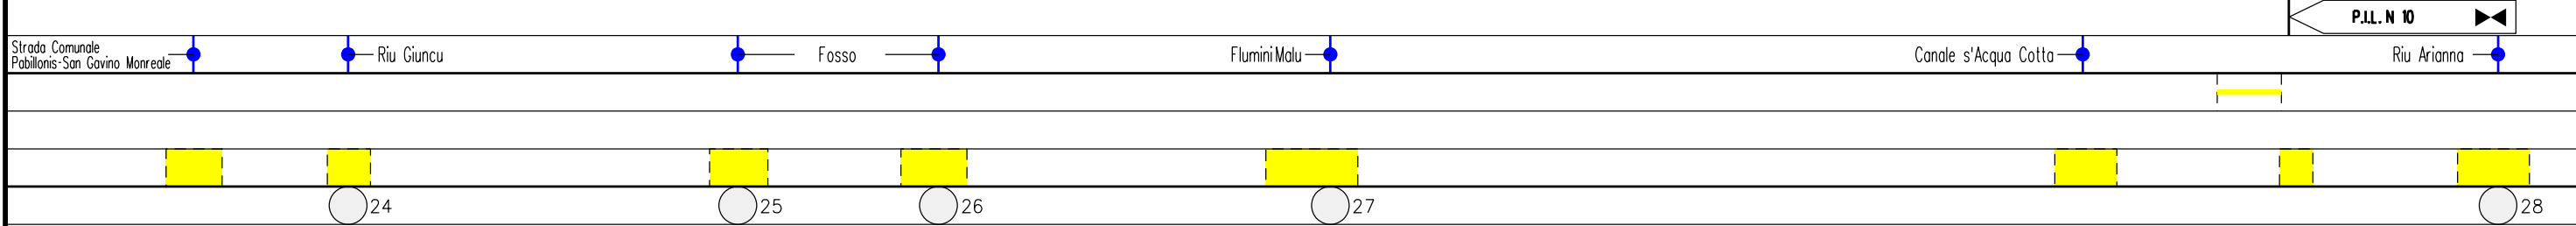 P.I.L. N 10
Strada Comunale
Pabillonis-San Gavino Monreale
Riu Giuncu
Fosso
Flumini Malu
Canale s'Acqua Cotta
Riu Arianna
24
25
26
27
28